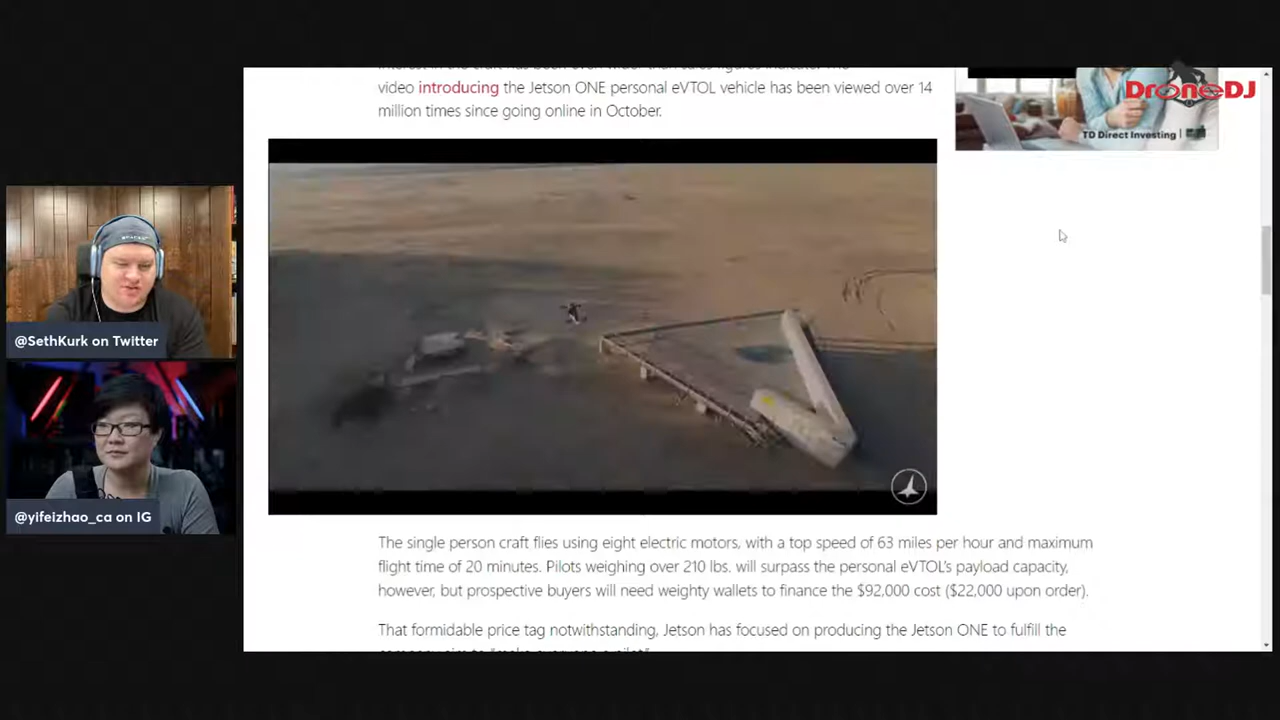 video introducing the Jetson ONE personal eVTOL vehicle has been viewed over 14
million times since going online in October.
DroneDJ
TD Direct Investing
@SethKurk on Twitter
@yifeizhao_ca on IG
The single person craft flies using eight electric motors, with a top speed of 63 miles per hour and maximum
flight time of 20 minutes. Pilots weighing over 210 lbs. will surpass the personal eVTOL's payload capacity,
however, but prospective buyers will need weighty wallets to finance the $92,000 cost ($22,000 upon order).
That formidable price tag notwithstanding, Jetson has focused on producing the Jetson ONE to fulfill the